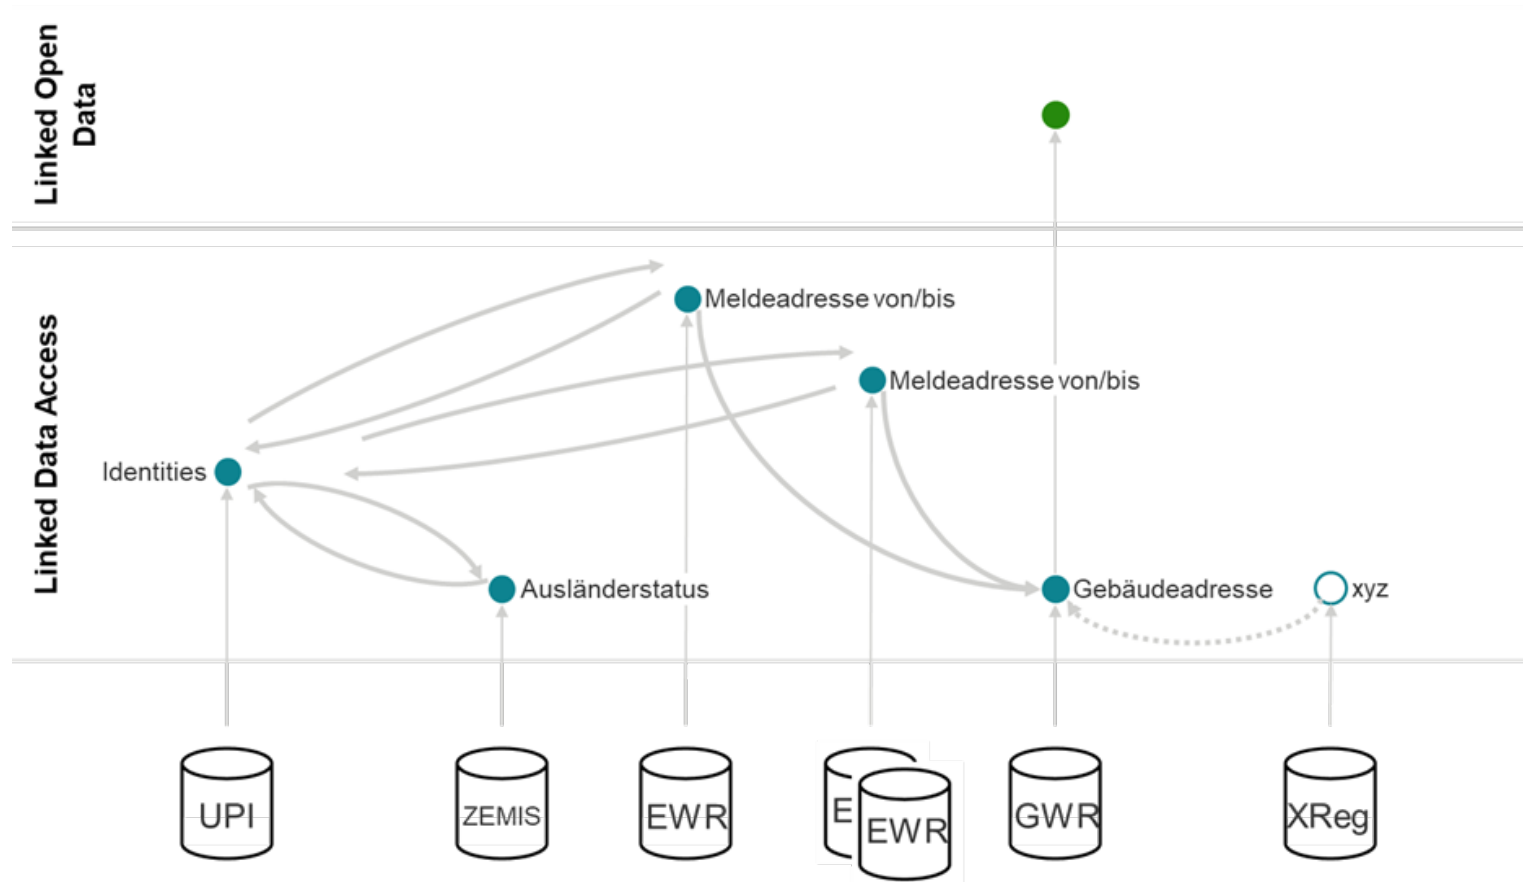 Linked Open
Data
Linked Data Access
Meldeadresse von/bis
Meldeadresse von/bis
Identities
Ausländerstatus
Gebäudeadresse
xyz
UPI
ZEMIS
EWR
E
EWR
GWR
XReg